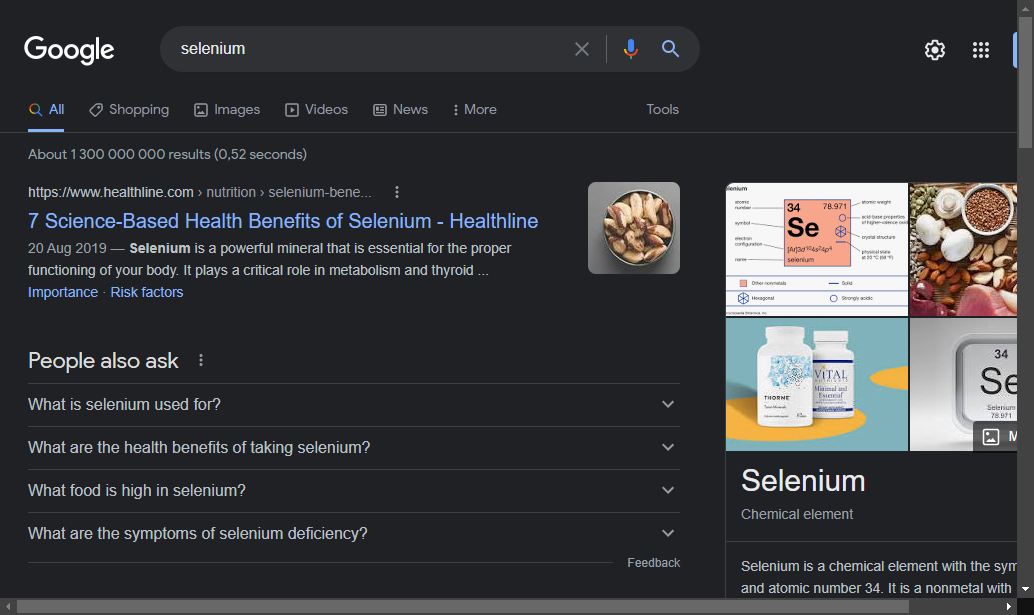 Google
selenium
All
Shopping
Images
Videos
News
More
Tools
About 1 300 000 000 results (0,52 seconds)
https://www.healthline.com › nutrition › selenium-bene...
7 Science-Based Health Benefits of Selenium - Healthline
20 Aug 2019 — Selenium is a powerful mineral that is essential for the proper
functioning of your body. It plays a critical role in metabolism and thyroid ...
Importance · Risk factors
People also ask
What is selenium used for?
What are the health benefits of taking selenium?
What food is high in selenium?
What are the symptoms of selenium deficiency?
Feedback
elenium
atomic
number
symbol
electron
configuration
name
34
78.971
Se
[Ar]3d¹⁰4s²4p⁴
selenium
atomic weight
acid-base properties
of higher-valence oxid
crystal structure
physical state
at 20 °C (68 °F)
Other nonmetals
Solid
Hexagonal
Strongly acidic
THORNE
VITAL
NUTRIENTS
Minimal and
Essential
34
Se
Selenium
78.971
M
Selenium
Chemical element
Selenium is a chemical element with the sym
and atomic number 34. It is a nonmetal with